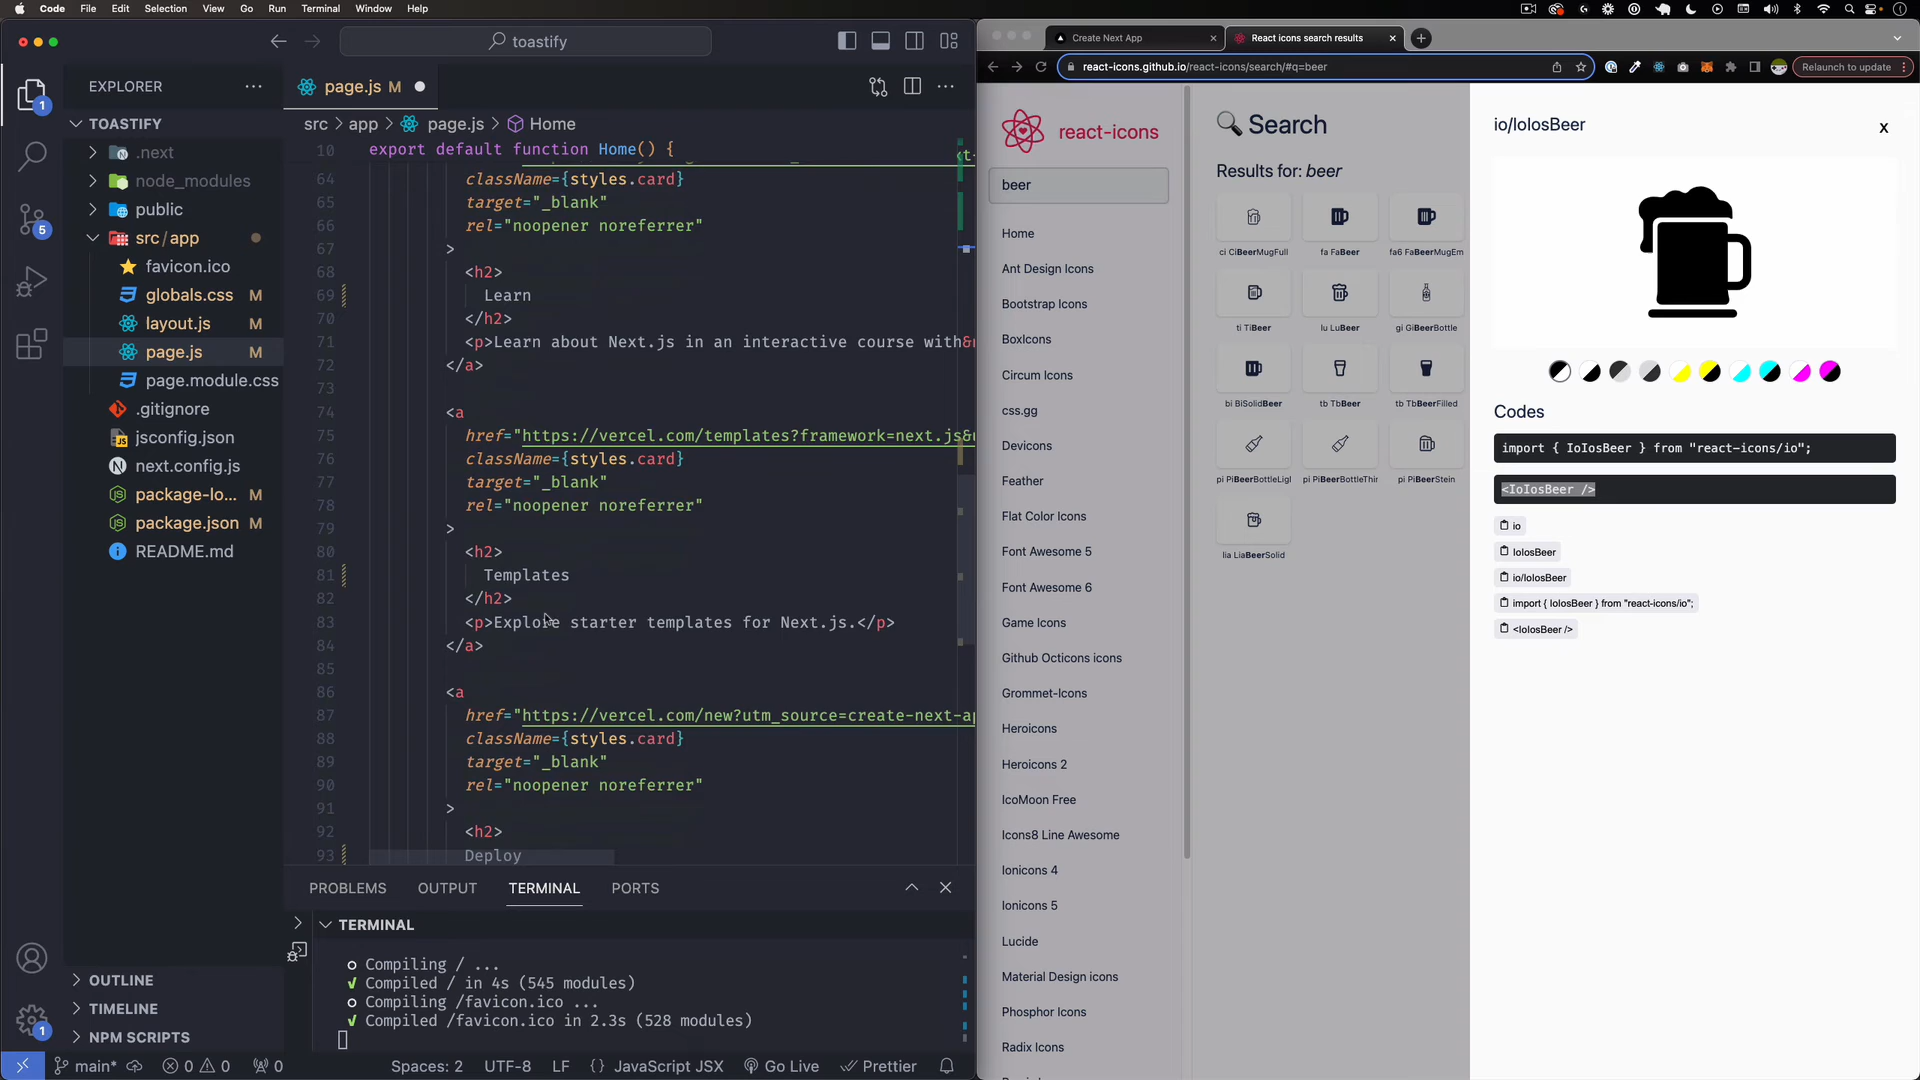 Code File Edit Selection View Go Run Terminal Window Help
toastify
EXPLORER
TOASTIFY
.next
node_modules
public
src/app
favicon.ico
globals.css M
layout.js M
page.js M
page.module.css
.gitignore
jsconfig.json
next.config.js
package-lo... M
package.json M
README.md
OUTLINE
TIMELINE
NPM SCRIPTS
1
5
1
page.js M
src > app > page.js > Home
10 export default function Home() {
64 className={styles.card}
65 target="_blank"
66 rel="noopener noreferrer"
67 >
68 <h2>
69 Learn
70 </h2>
71 <p>Learn about Next.js in an interactive course with&n
72 </a>
73
74 <a
75 href="https://vercel.com/templates?framework=next.js&
76 className={styles.card}
77 target="_blank"
78 rel="noopener noreferrer"
79 >
80 <h2>
81 Templates
82 </h2>
83 <p>Explore starter templates for Next.js.</p>
84 </a>
85
86 <a
87 href="https://vercel.com/new?utm_source=create-next-ap
88 className={styles.card}
89 target="_blank"
90 rel="noopener noreferrer"
91 >
92 <h2>
93 Deploy
PROBLEMS OUTPUT TERMINAL PORTS
TERMINAL
Compiling / ...
Compiled / in 4s (545 modules)
Compiling /favicon.ico ...
Compiled /favicon.ico in 2.3s (528 modules)
main* 0 0 0 Spaces: 2 UTF-8 LF {} JavaScript JSX Go Live Prettier
Create Next App
React icons search results
react-icons.github.io/react-icons/search/#q=beer
Relaunch to update
react-icons
beer
Home
Ant Design Icons
Bootstrap Icons
BoxIcons
Circum Icons
css.gg
Devicons
Feather
Flat Color Icons
Font Awesome 5
Font Awesome 6
Game Icons
Github Octicons icons
Grommet-Icons
Heroicons
Heroicons 2
IcoMoon Free
Icons8 Line Awesome
Ionicons 4
Ionicons 5
Lucide
Material Design icons
Phosphor Icons
Radix Icons
Search
Results for: beer
ci CiBeerMugFull
fa FaBeer
fa6 FaBeerMugEm
ti TiBeer
lu LuBeer
gi GiBeerBottle
bi BiSolidBeer
tb TbBeer
tb TbBeerFilled
pi PiBeerBottleLigl
pi PiBeerBottleThir
pi PiBeerStein
lia LiaBeerSolid
io/IoIosBeer
X
Codes
import { IoIosBeer } from "react-icons/io";
<IoIosBeer />
io
IoIosBeer
io/IoIosBeer
import { IoIosBeer } from "react-icons/io";
<IoIosBeer />